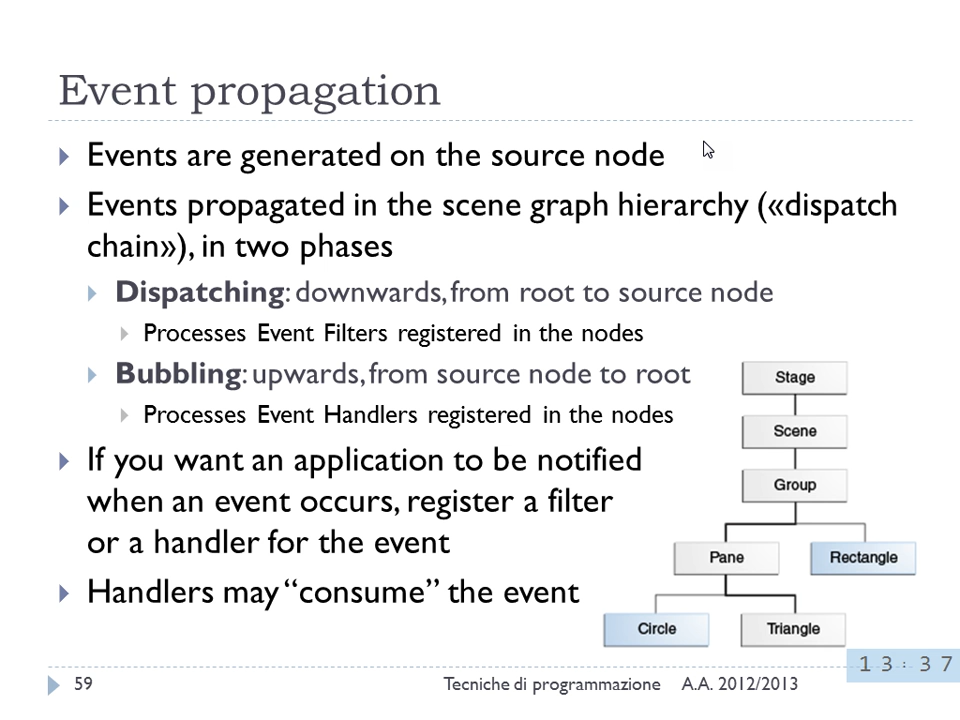 Event propagation
Events are generated on the source node
Events propagated in the scene graph hierarchy («dispatch
chain»), in two phases
Dispatching: downwards, from root to source node
Processes Event Filters registered in the nodes
Bubbling: upwards, from source node to root
Processes Event Handlers registered in the nodes
If you want an application to be notified
when an event occurs, register a filter
or a handler for the event
Handlers may “consume” the event
Stage
Scene
Group
Pane
Rectangle
Circle
Triangle
13:37
59
Tecniche di programmazione
A.A. 2012/2013